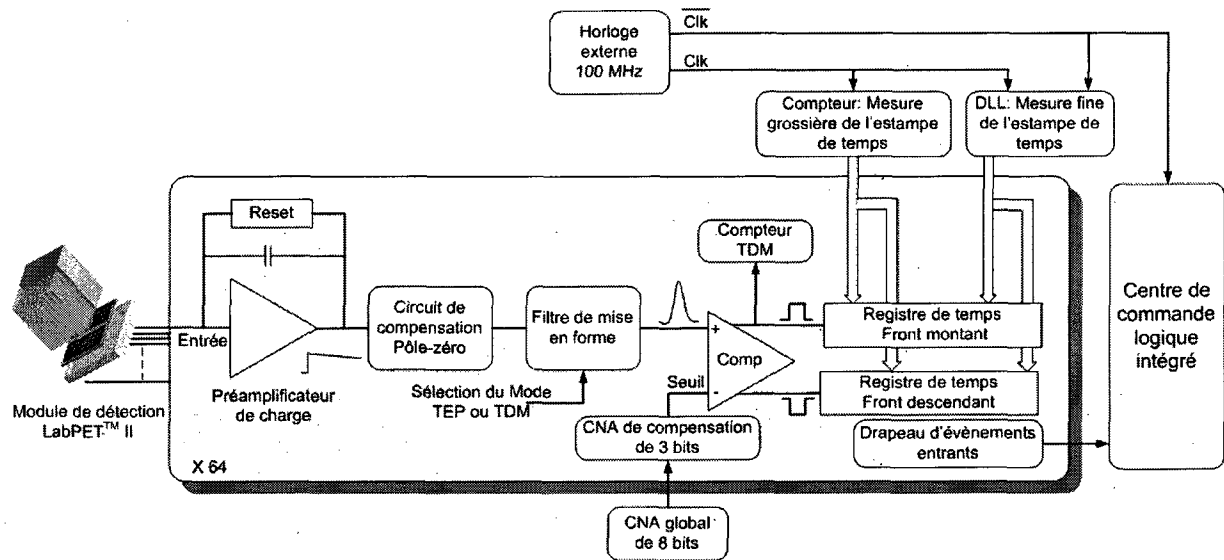 Horloge
externe
100 MHz
Clk
Clk
Compteur: Mesure
grossière de l'estampe
de temps
DLL: Mesure fine
de l'estampe de
temps
Reset
Compteur
TDM
Entrée
Préamplificateur
de charge
Circuit de
compensation
Pôle-zéro
Filtre de mise
en forme
+
Comp
-
Seuil
Registre de temps
Front montant
Registre de temps
Front descendant
Drapeau d'évènements
entrants
Centre de
commande
logique
intégré
Module de détection
LabPET™ II
Sélection du Mode
TEP ou TDM
CNA de compensation
de 3 bits
X 64
CNA global
de 8 bits